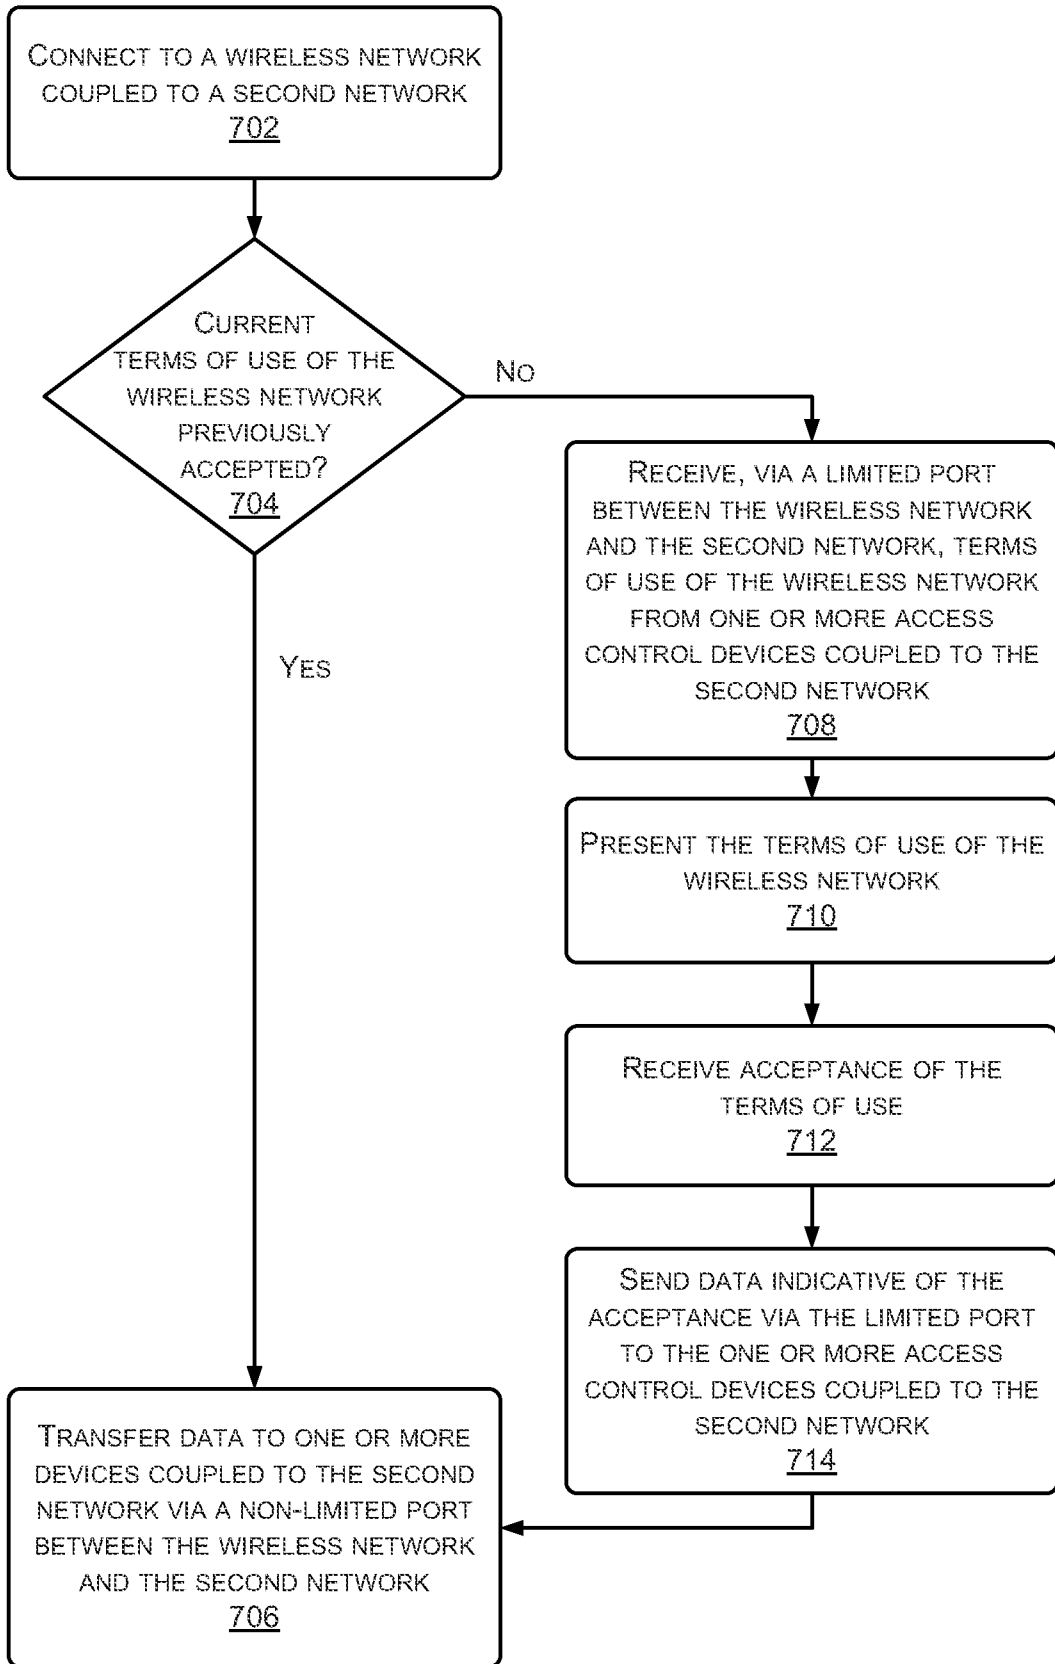 CONNECT TO A WIRELESS NETWORK
COUPLED TO A SECOND NETWORK
702
CURRENT
TERMS OF USE OF THE
WIRELESS NETWORK
PREVIOUSLY
ACCEPTED?
704
NO
YES
RECEIVE, VIA A LIMITED PORT
BETWEEN THE WIRELESS NETWORK
AND THE SECOND NETWORK, TERMS
OF USE OF THE WIRELESS NETWORK
FROM ONE OR MORE ACCESS
CONTROL DEVICES COUPLED TO THE
SECOND NETWORK
708
PRESENT THE TERMS OF USE OF THE
WIRELESS NETWORK
710
RECEIVE ACCEPTANCE OF THE
TERMS OF USE
712
SEND DATA INDICATIVE OF THE
ACCEPTANCE VIA THE LIMITED PORT
TO THE ONE OR MORE ACCESS
CONTROL DEVICES COUPLED TO THE
SECOND NETWORK
714
TRANSFER DATA TO ONE OR MORE
DEVICES COUPLED TO THE SECOND
NETWORK VIA A NON-LIMITED PORT
BETWEEN THE WIRELESS NETWORK
AND THE SECOND NETWORK
706